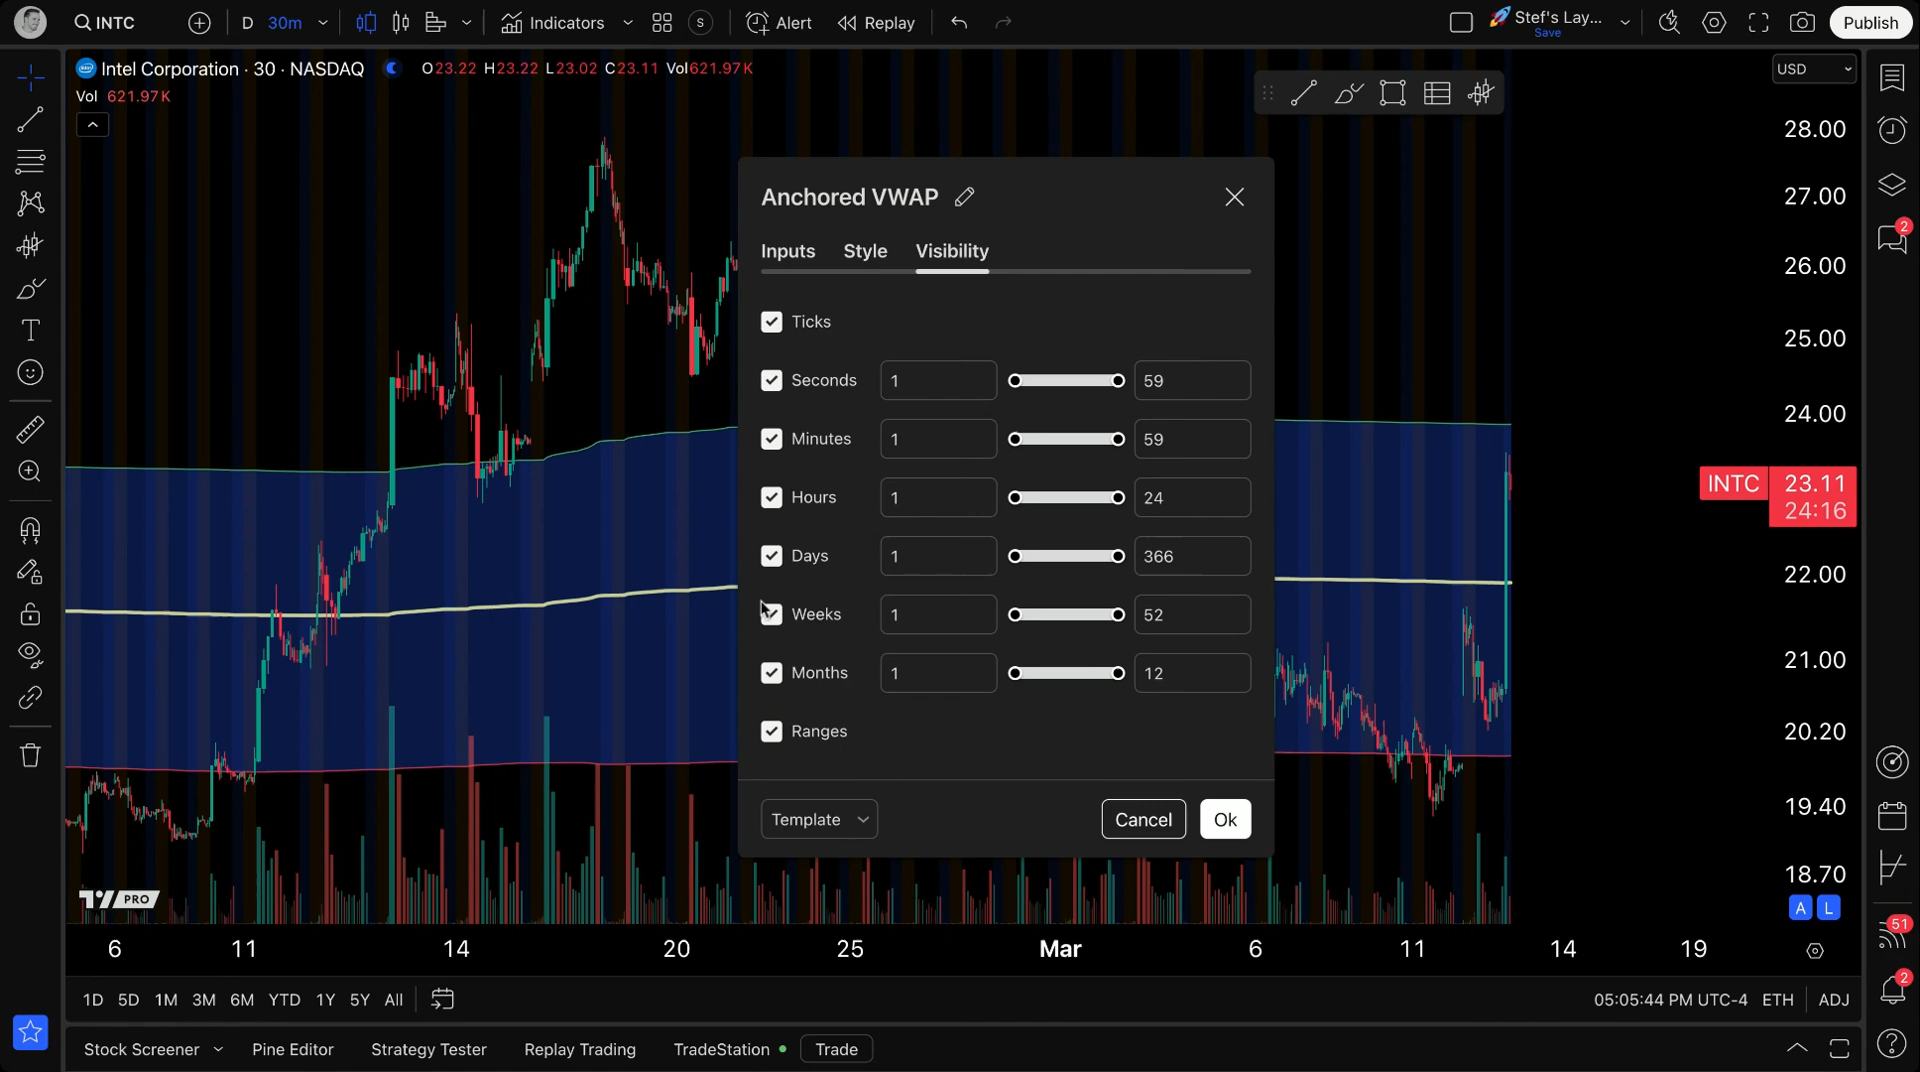 INTC D 30m Indicators S Alert Replay Stef's Lay... Save Publish
Intel Corporation · 30 · NASDAQ O23.22 H23.22 L23.02 C23.11 Vol621.97K
Vol 621.97K
USD
28.00
27.00
26.00
25.00
24.00
INTC 23.11
24:16
22.00
21.00
20.20
19.40
18.70
A L
2
51
2
Anchored VWAP
Inputs Style Visibility
Ticks
Seconds 1 59
Minutes 1 59
Hours 1 24
Days 1 366
Weeks 1 52
Months 1 12
Ranges
Template Cancel Ok
PRO
6 11 14 20 25 Mar 6 11 14 19
1D 5D 1M 3M 6M YTD 1Y 5Y All 05:05:44 PM UTC-4 ETH ADJ
Stock Screener Pine Editor Strategy Tester Replay Trading TradeStation Trade